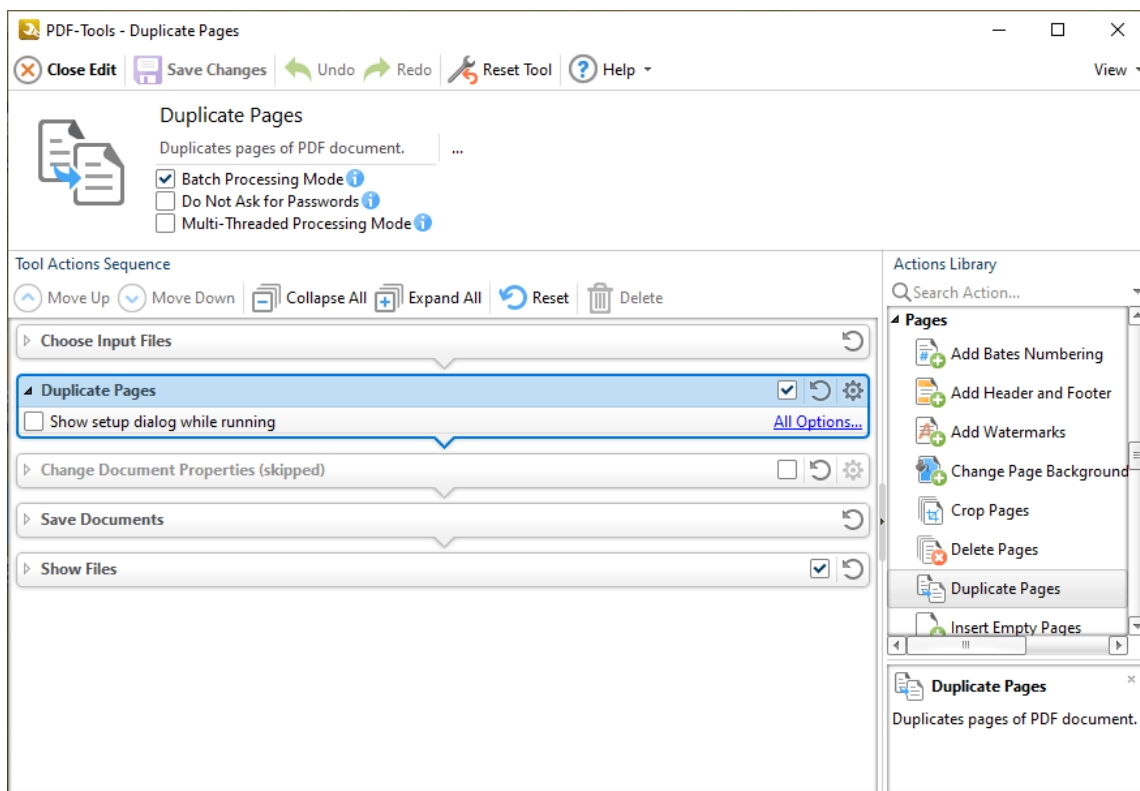 PDF-Tools - Duplicate Pages
Close Edit Save Changes Undo Redo Reset Tool ? Help View
Duplicate Pages
Duplicates pages of PDF document. ...
Batch Processing Mode i
Do Not Ask for Passwords i
Multi-Threaded Processing Mode i
Tool Actions Sequence
Move Up Move Down Collapse All Expand All Reset Delete
Choose Input Files
Duplicate Pages
Show setup dialog while running All Options...
Change Document Properties (skipped)
Save Documents
Show Files
Actions Library
Search Action...
Pages
# Add Bates Numbering
Add Header and Footer
A Add Watermarks
Change Page Background
Crop Pages
Delete Pages
Duplicate Pages
Insert Empty Pages
Duplicate Pages
Duplicates pages of PDF document.